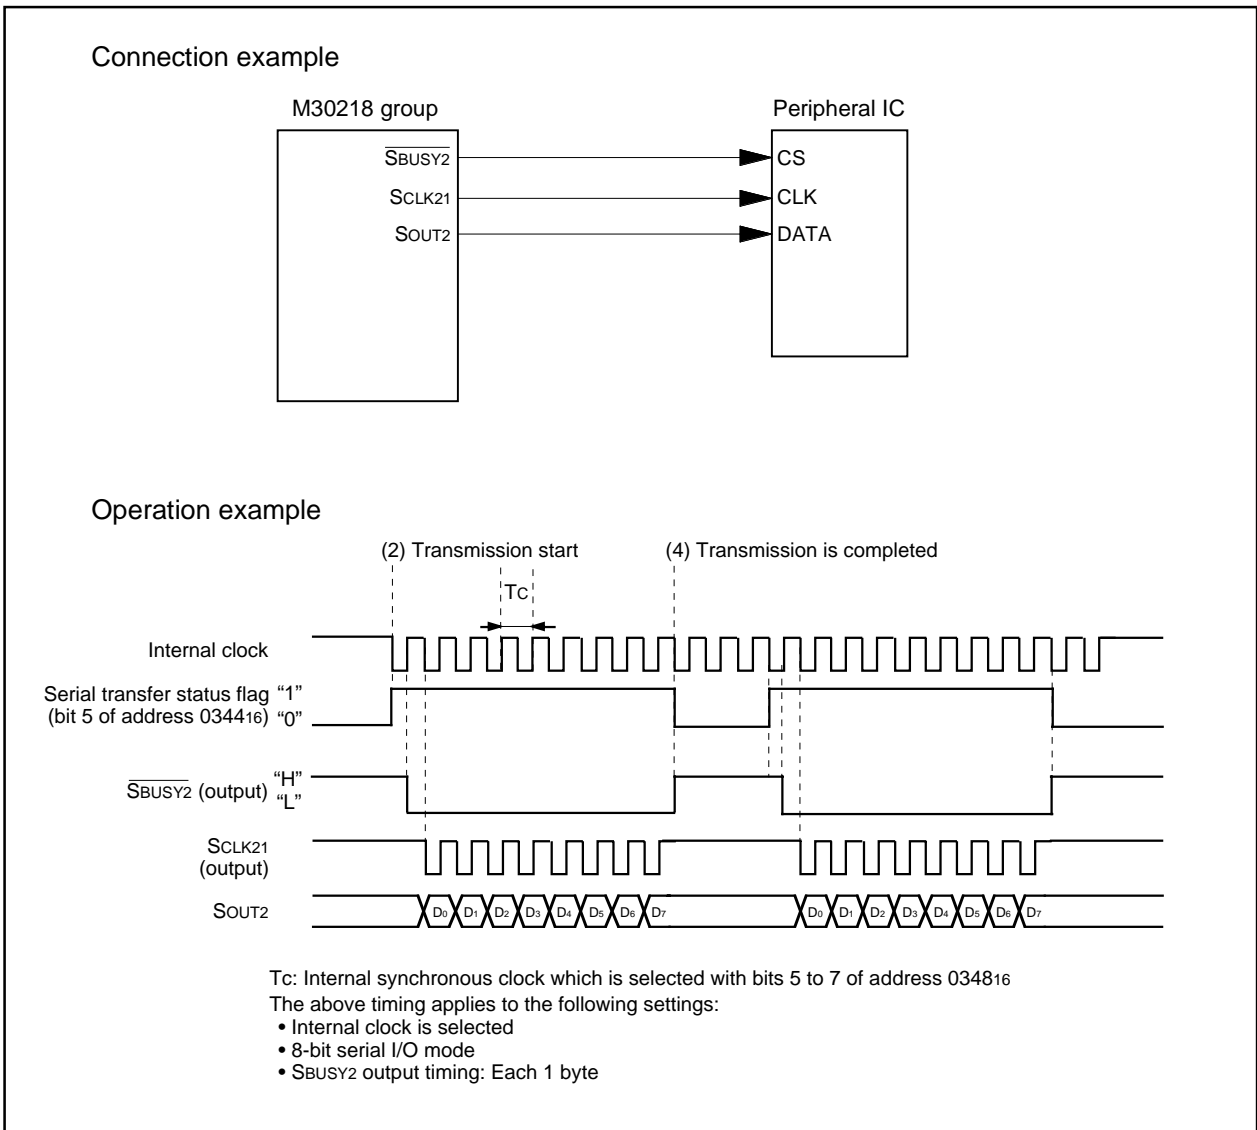 Connection example
M30218 group
Peripheral IC
SBUSY2
CS
SCLK21
CLK
SOUT2
DATA
Operation example
(2) Transmission start
(4) Transmission is completed
Tc
Internal clock
Serial transfer status flag “1”
(bit 5 of address 034416) “0”
SBUSY2 (output) “H”
“L”
SCLK21
(output)
SOUT2
D0 D1 D2 D3 D4 D5 D6 D7
D0 D1 D2 D3 D4 D5 D6 D7
Tc: Internal synchronous clock which is selected with bits 5 to 7 of address 034816
The above timing applies to the following settings:
• Internal clock is selected
• 8-bit serial I/O mode
• SBUSY2 output timing: Each 1 byte